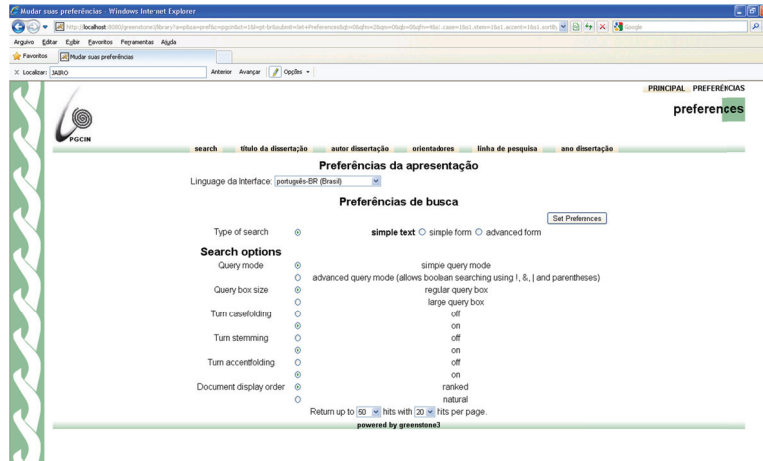 Mudar suas preferências - Windows Internet Explorer
Google
Arquivo Editar Exibir Favoritos Ferramentas Ajuda
Favoritos Mudar suas preferências
X Localizar: JAIRO Anterior Avançar Opções
PRINCIPAL PREFERÊNCIAS
preferences
PGCIN
search título da dissertação autor dissertação orientadores linha de pesquisa ano dissertação
Preferências da apresentação
Linguage da Interface: português-BR (Brasil)
Preferências de busca
Set Preferences
Type of search simple text simple form advanced form
Search options
Query mode simple query mode
advanced query mode (allows boolean searching using !, &, | and parentheses)
Query box size regular query box
large query box
Turn casefolding off
on
Turn stemming off
on
Turn accentfolding off
on
Document display order ranked
natural
Return up to 50 hits with 20 hits per page.
powered by greenstone3